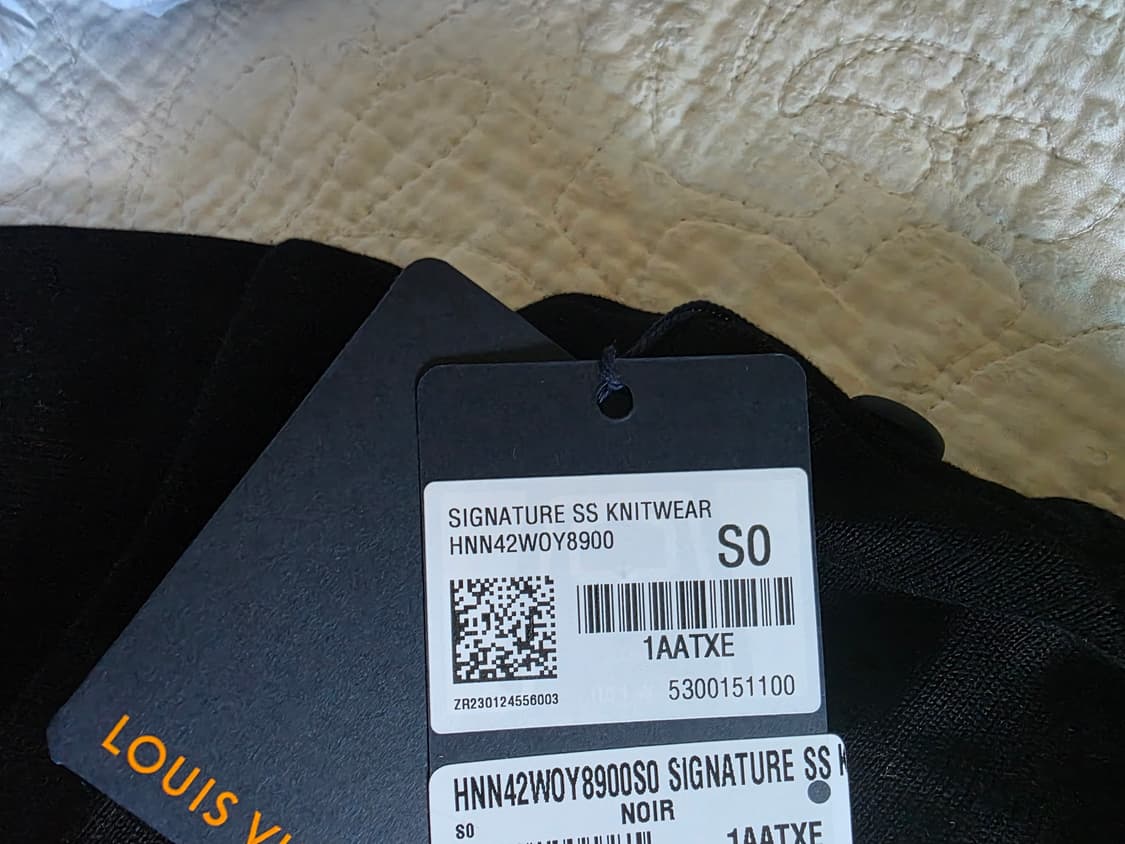 SIGNATURE SS KNITWEAR
HNN42WOY8900
S0
1AATXE
ZR230124556003
5300151100
HNN42WOY8900S0 SIGNATURE SS
NOIR
S0
1AATXE
LOUIS